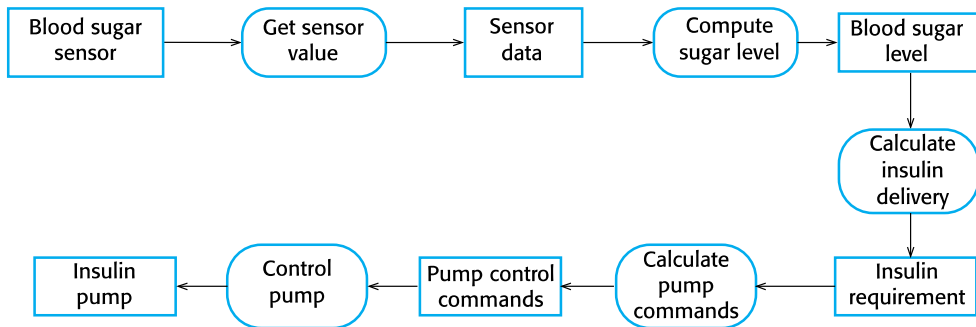 Blood sugar
sensor
Get sensor
value
Sensor
data
Compute
sugar level
Blood sugar
level
Calculate
insulin
delivery
Insulin
requirement
Calculate
pump
commands
Pump control
commands
Control
pump
Insulin
pump